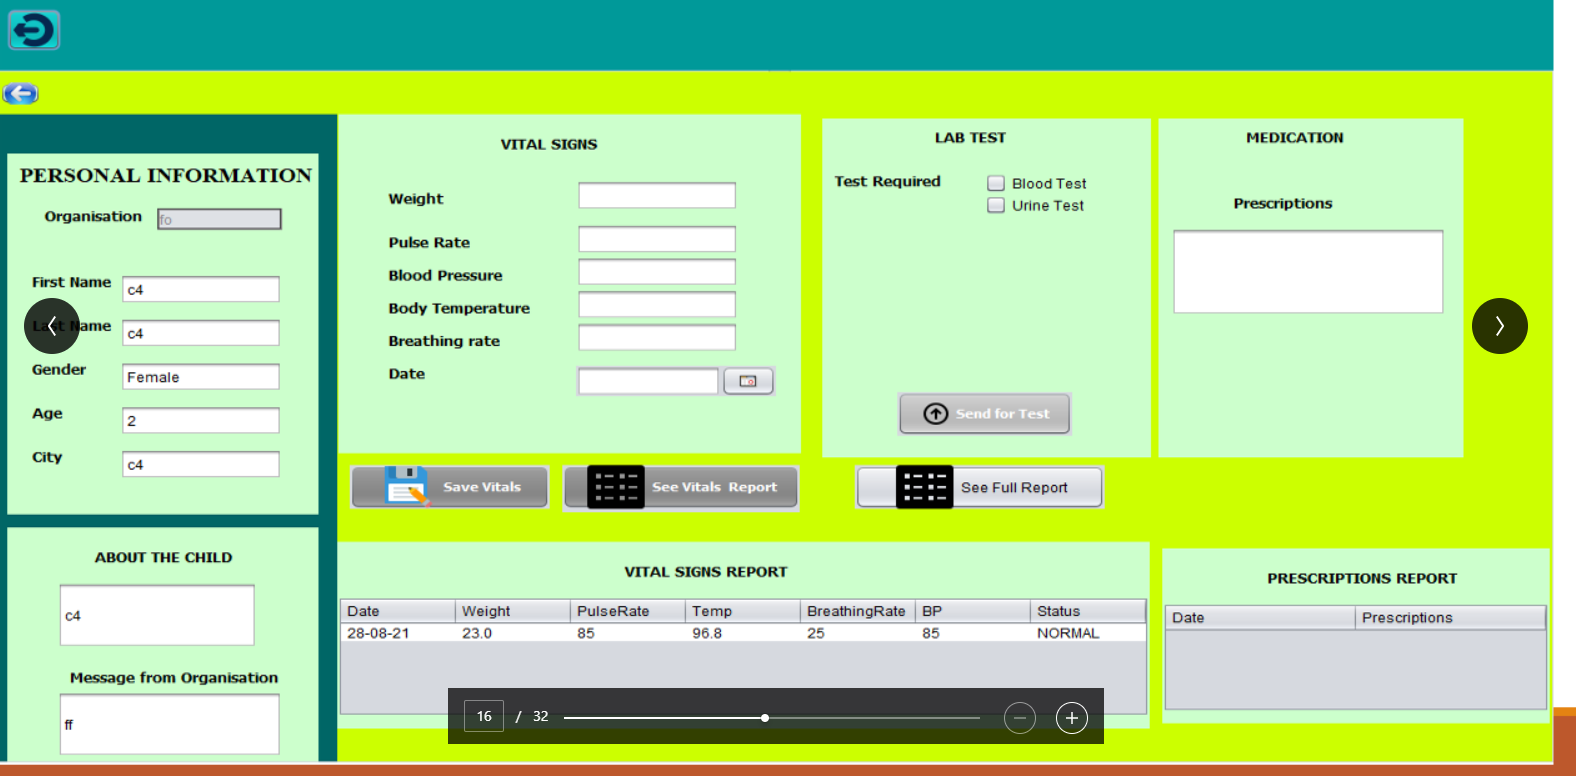 PERSONAL INFORMATION
Organisation fo
First Name c4
Last Name c4
Gender Female
Age 2
City c4
ABOUT THE CHILD
c4
Message from Organisation
ff
VITAL SIGNS
Weight
Pulse Rate
Blood Pressure
Body Temperature
Breathing rate
Date
Save Vitals
See Vitals Report
LAB TEST
Test Required Blood Test
Urine Test
Send for Test
See Full Report
MEDICATION
Prescriptions
VITAL SIGNS REPORT
Date Weight PulseRate Temp BreathingRate BP Status
28-08-21 23.0 85 96.8 25 85 NORMAL
PRESCRIPTIONS REPORT
Date Prescriptions
16 / 32